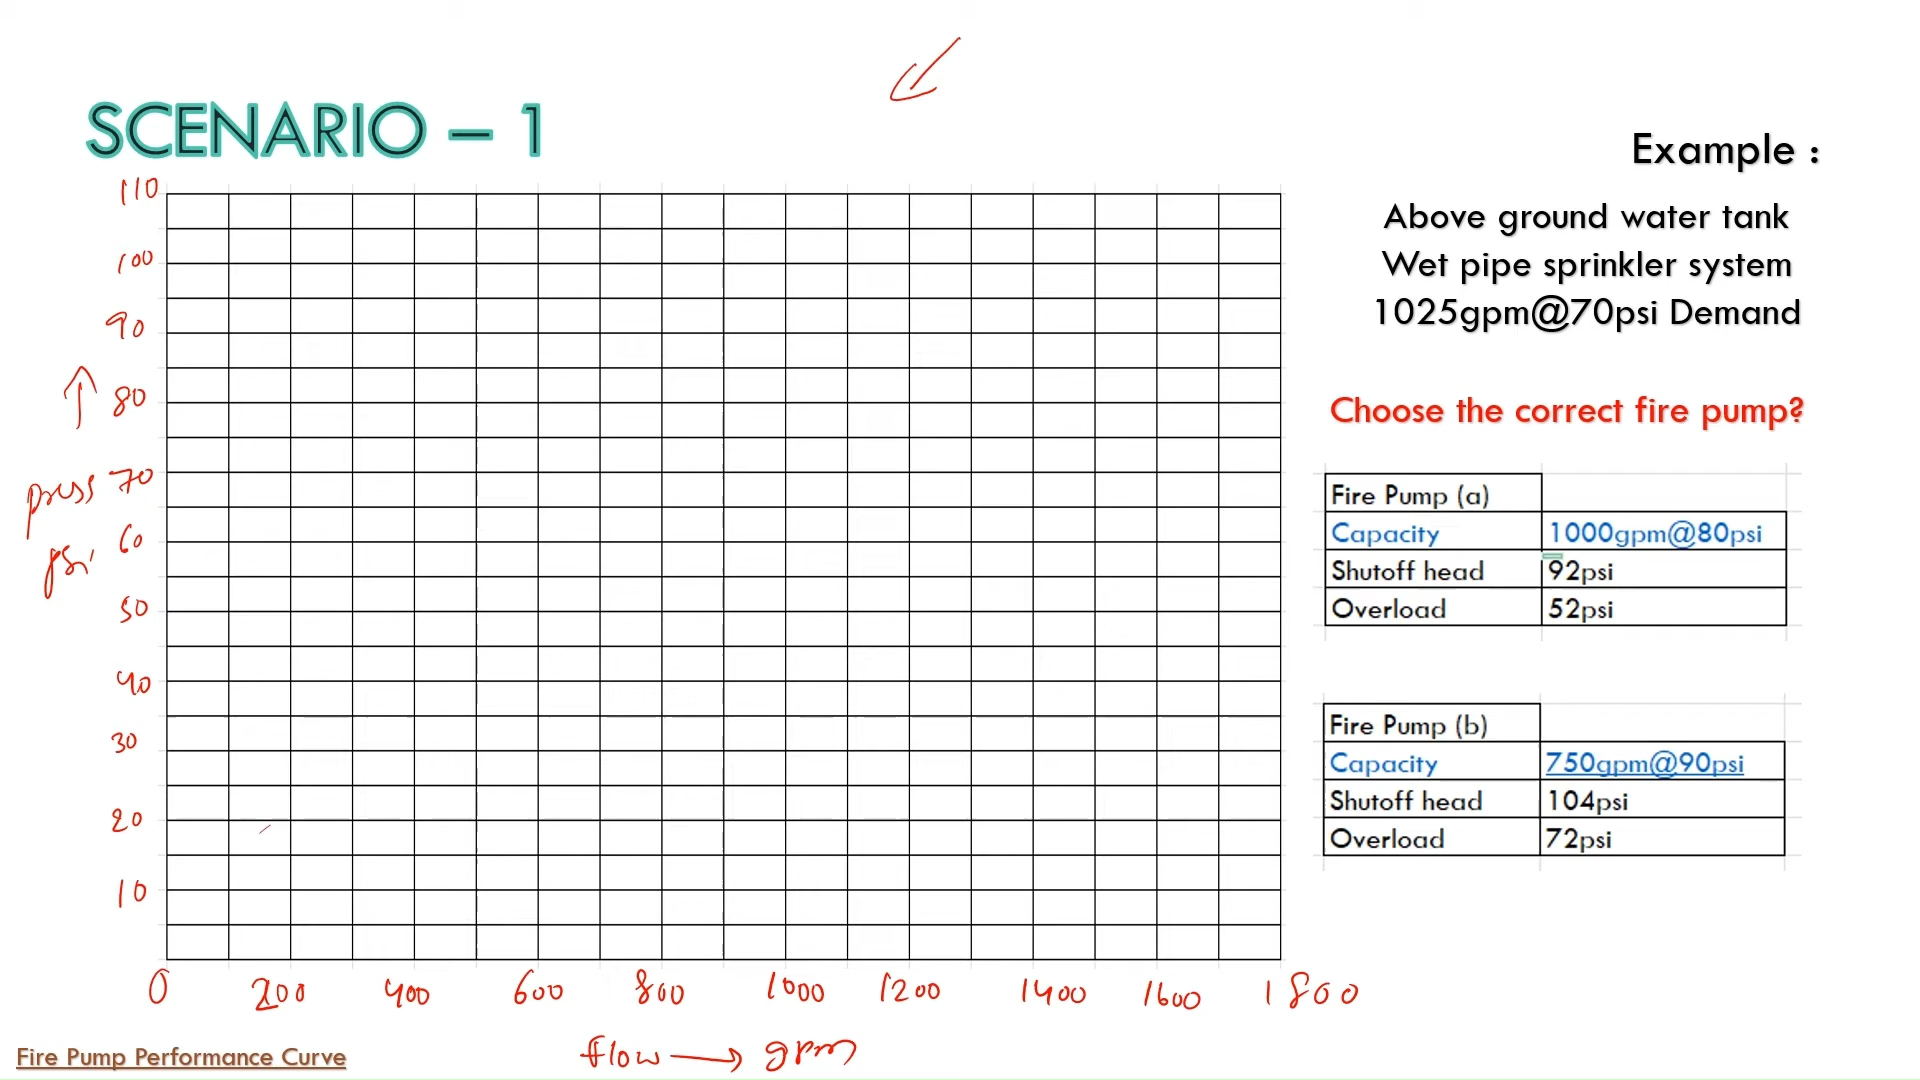 SCENARIO – 1
110
100
90
80
press 70
psi 60
50
40
30
20
10
0 200 400 600 800 1000 1200 1400 1600 1800
flow gpm
Fire Pump Performance Curve
Example :
Above ground water tank
Wet pipe sprinkler system
1025gpm@70psi Demand
Choose the correct fire pump?
Fire Pump (a)
Capacity 1000gpm@80psi
Shutoff head 92psi
Overload 52psi
Fire Pump (b)
Capacity 750gpm@90psi
Shutoff head 104psi
Overload 72psi